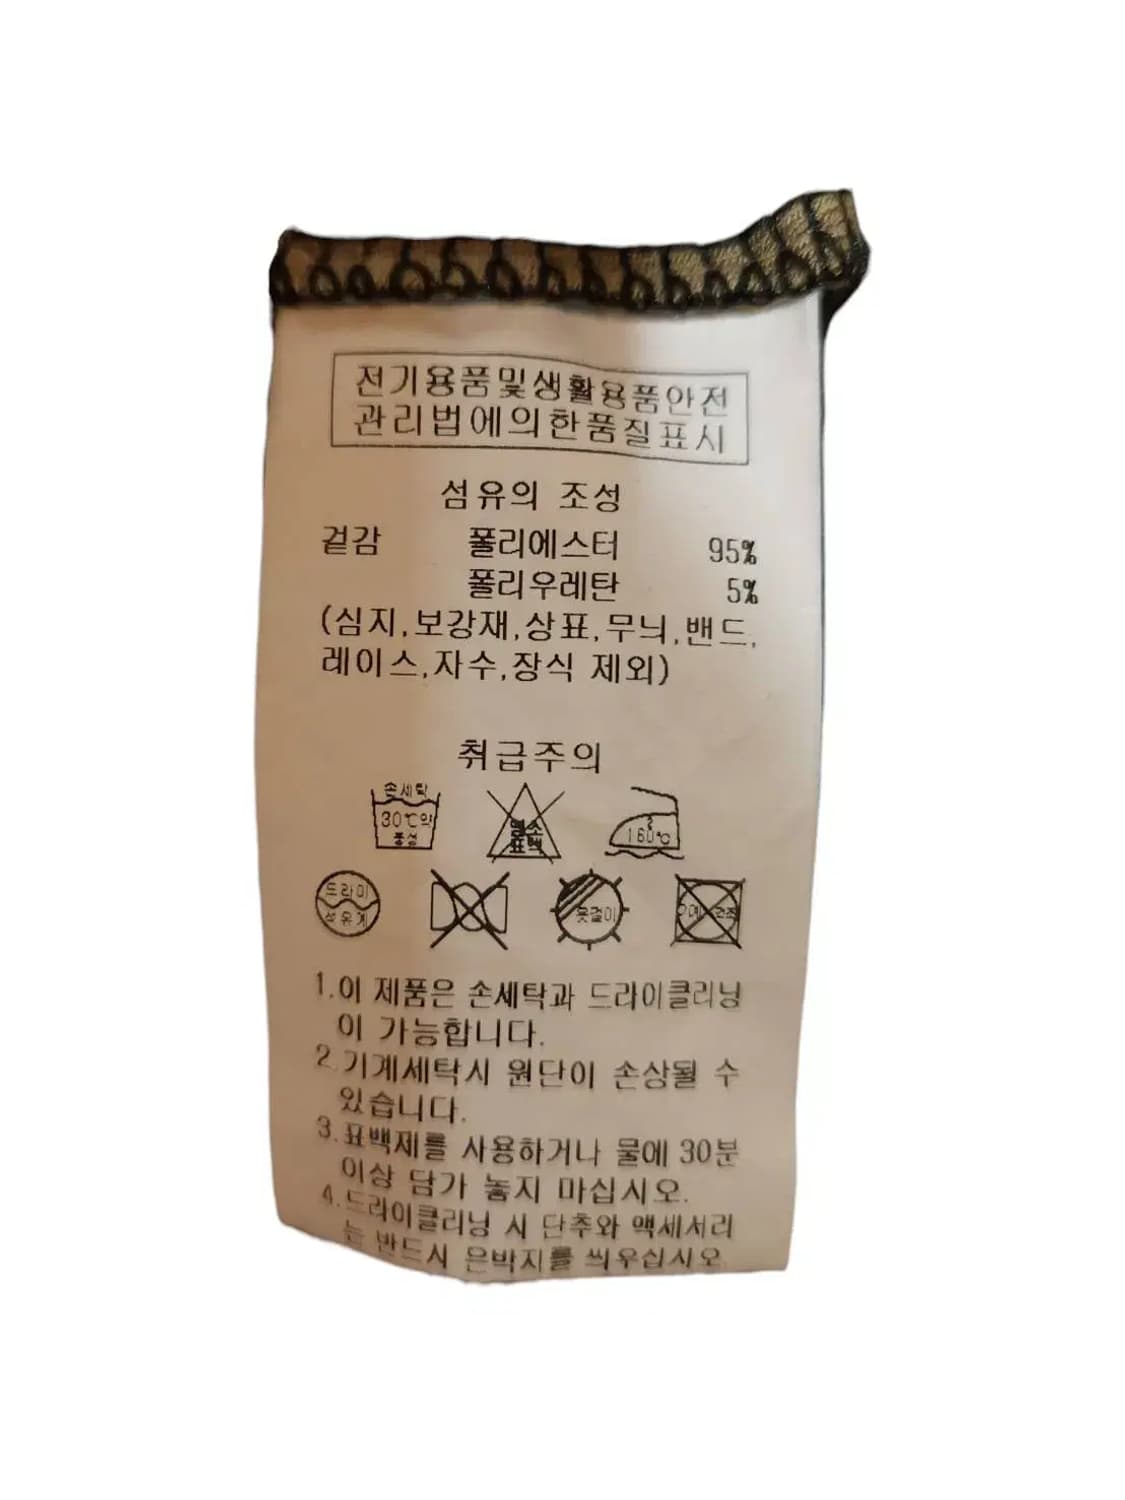 전기용품및생활용품안전
관리법에의한품질표시
섬유의 조성
겉감 폴리에스터 95%
폴리우레탄 5%
(심지,보강재,상표,무늬,밴드,
레이스,자수,장식 제외)
취급주의
손세탁
30℃약
중성
염소
표백
2
160℃
드라이
석유계
옷걸이
1.이 제품은 손세탁과 드라이클리닝
이 가능합니다.
2.기계세탁시 원단이 손상될 수
있습니다.
3.표백제를 사용하거나 물에 30분
이상 담가 놓지 마십시오.
4.드라이클리닝 시 단추와 액세서리
는 반드시 은박지를 씌우십시오